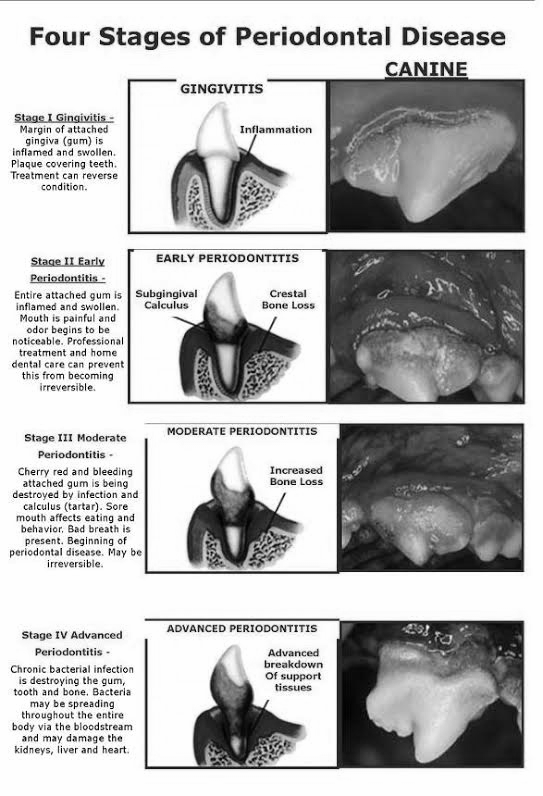 Four Stages of Periodontal Disease
CANINE
Stage I Gingivitis -
Margin of attached
gingiva (gum) is
inflamed and swollen.
Plaque covering teeth.
Treatment can reverse
condition.
GINGIVITIS
Inflammation
Stage II Early
Periodontitis -
Entire attached gum is
inflamed and swollen.
Mouth is painful and
odor begins to be
noticeable. Professional
treatment and home
dental care can prevent
this from becoming
irreversible.
EARLY PERIODONTITIS
Subgingival
Calculus
Crestal
Bone Loss
Stage III Moderate
Periodontitis -
Cherry red and bleeding
attached gum is being
destroyed by infection and
calculus (tartar). Sore
mouth affects eating and
behavior. Bad breath is
present. Beginning of
periodontal disease. May be
irreversible.
MODERATE PERIODONTITIS
Increased
Bone Loss
Stage IV Advanced
Periodontitis -
Chronic bacterial infection
is destroying the gum,
tooth and bone. Bacteria
may be spreading
throughout the entire
body via the bloodstream
and may damage the
kidneys, liver and heart.
ADVANCED PERIODONTITIS
Advanced
breakdown
Of support
tissues